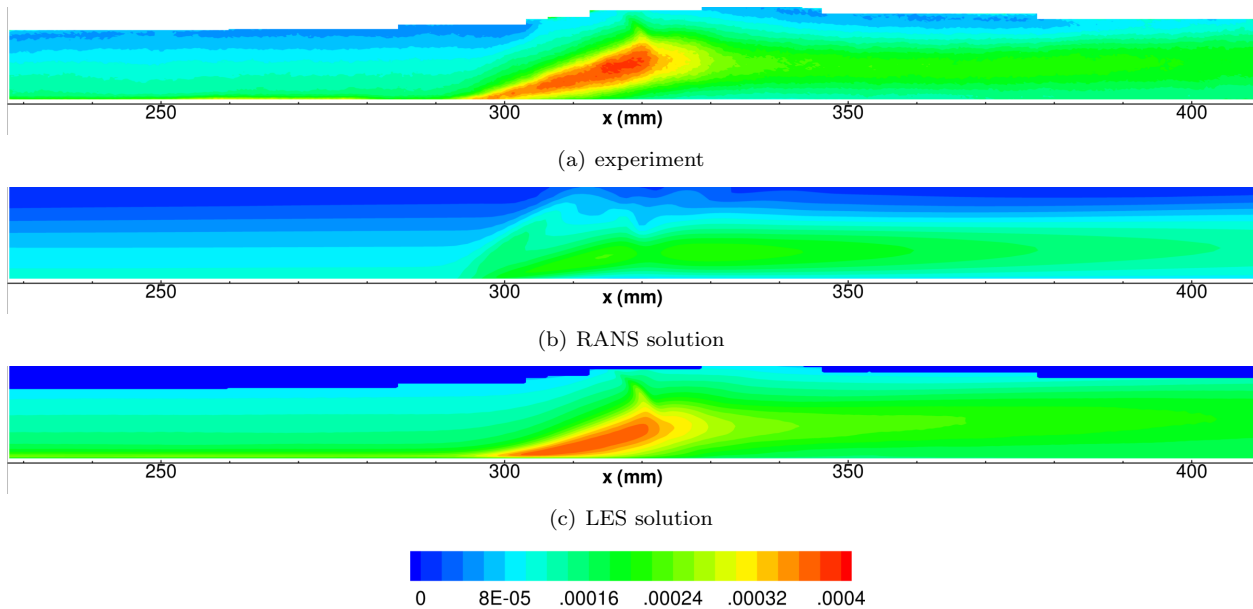 250 300 350 400
x (mm)
(a) experiment
250 300 350 400
x (mm)
(b) RANS solution
250 300 350 400
x (mm)
(c) LES solution
0 8E-05 .00016 .00024 .00032 .0004